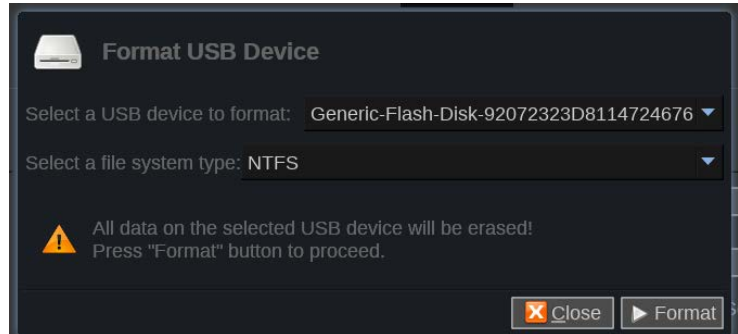 Format USB Device
Select a USB device to format: Generic-Flash-Disk-92072323D8114724676
Select a file system type: NTFS
All data on the selected USB device will be erased!
Press "Format" button to proceed.
Close Format